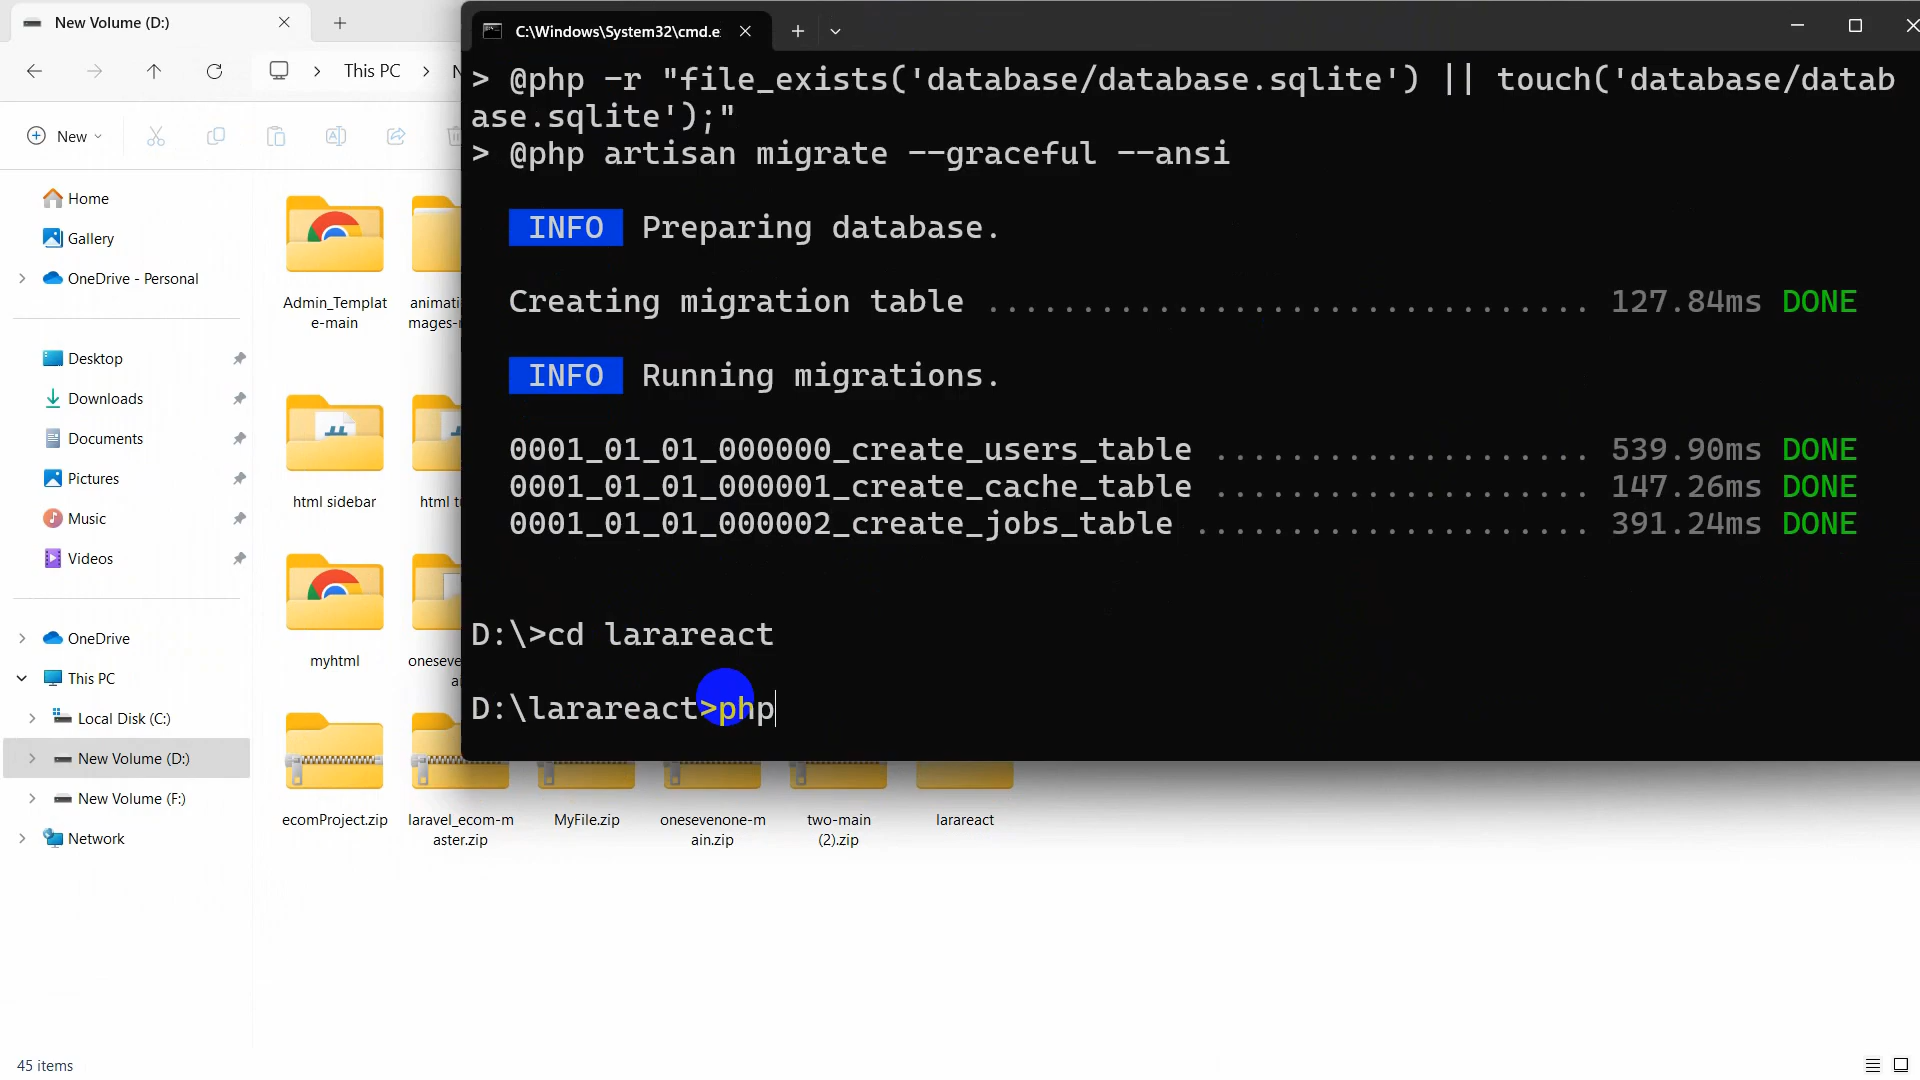 New Volume (D:)
This PC
New
Home
Gallery
OneDrive - Personal
Desktop
Downloads
Documents
Pictures
Music
Videos
OneDrive
This PC
Local Disk (C:)
New Volume (D:)
New Volume (F:)
Network
Admin_Templat
e-main
animati
mages-
html sidebar
html t
myhtml
oneseve
a
ecomProject.zip
laravel_ecom-m
aster.zip
MyFile.zip
onesevenone-m
ain.zip
two-main
(2).zip
larareact
45 items
C:\Windows\System32\cmd.e
> @php -r "file_exists('database/database.sqlite') || touch('database/datab
ase.sqlite');"
> @php artisan migrate --graceful --ansi
INFO Preparing database.
Creating migration table ................................ 127.84ms DONE
INFO Running migrations.
0001_01_01_000000_create_users_table .................... 539.90ms DONE
0001_01_01_000001_create_cache_table .................... 147.26ms DONE
0001_01_01_000002_create_jobs_table ..................... 391.24ms DONE
D:\>cd larareact
D:\larareact>php